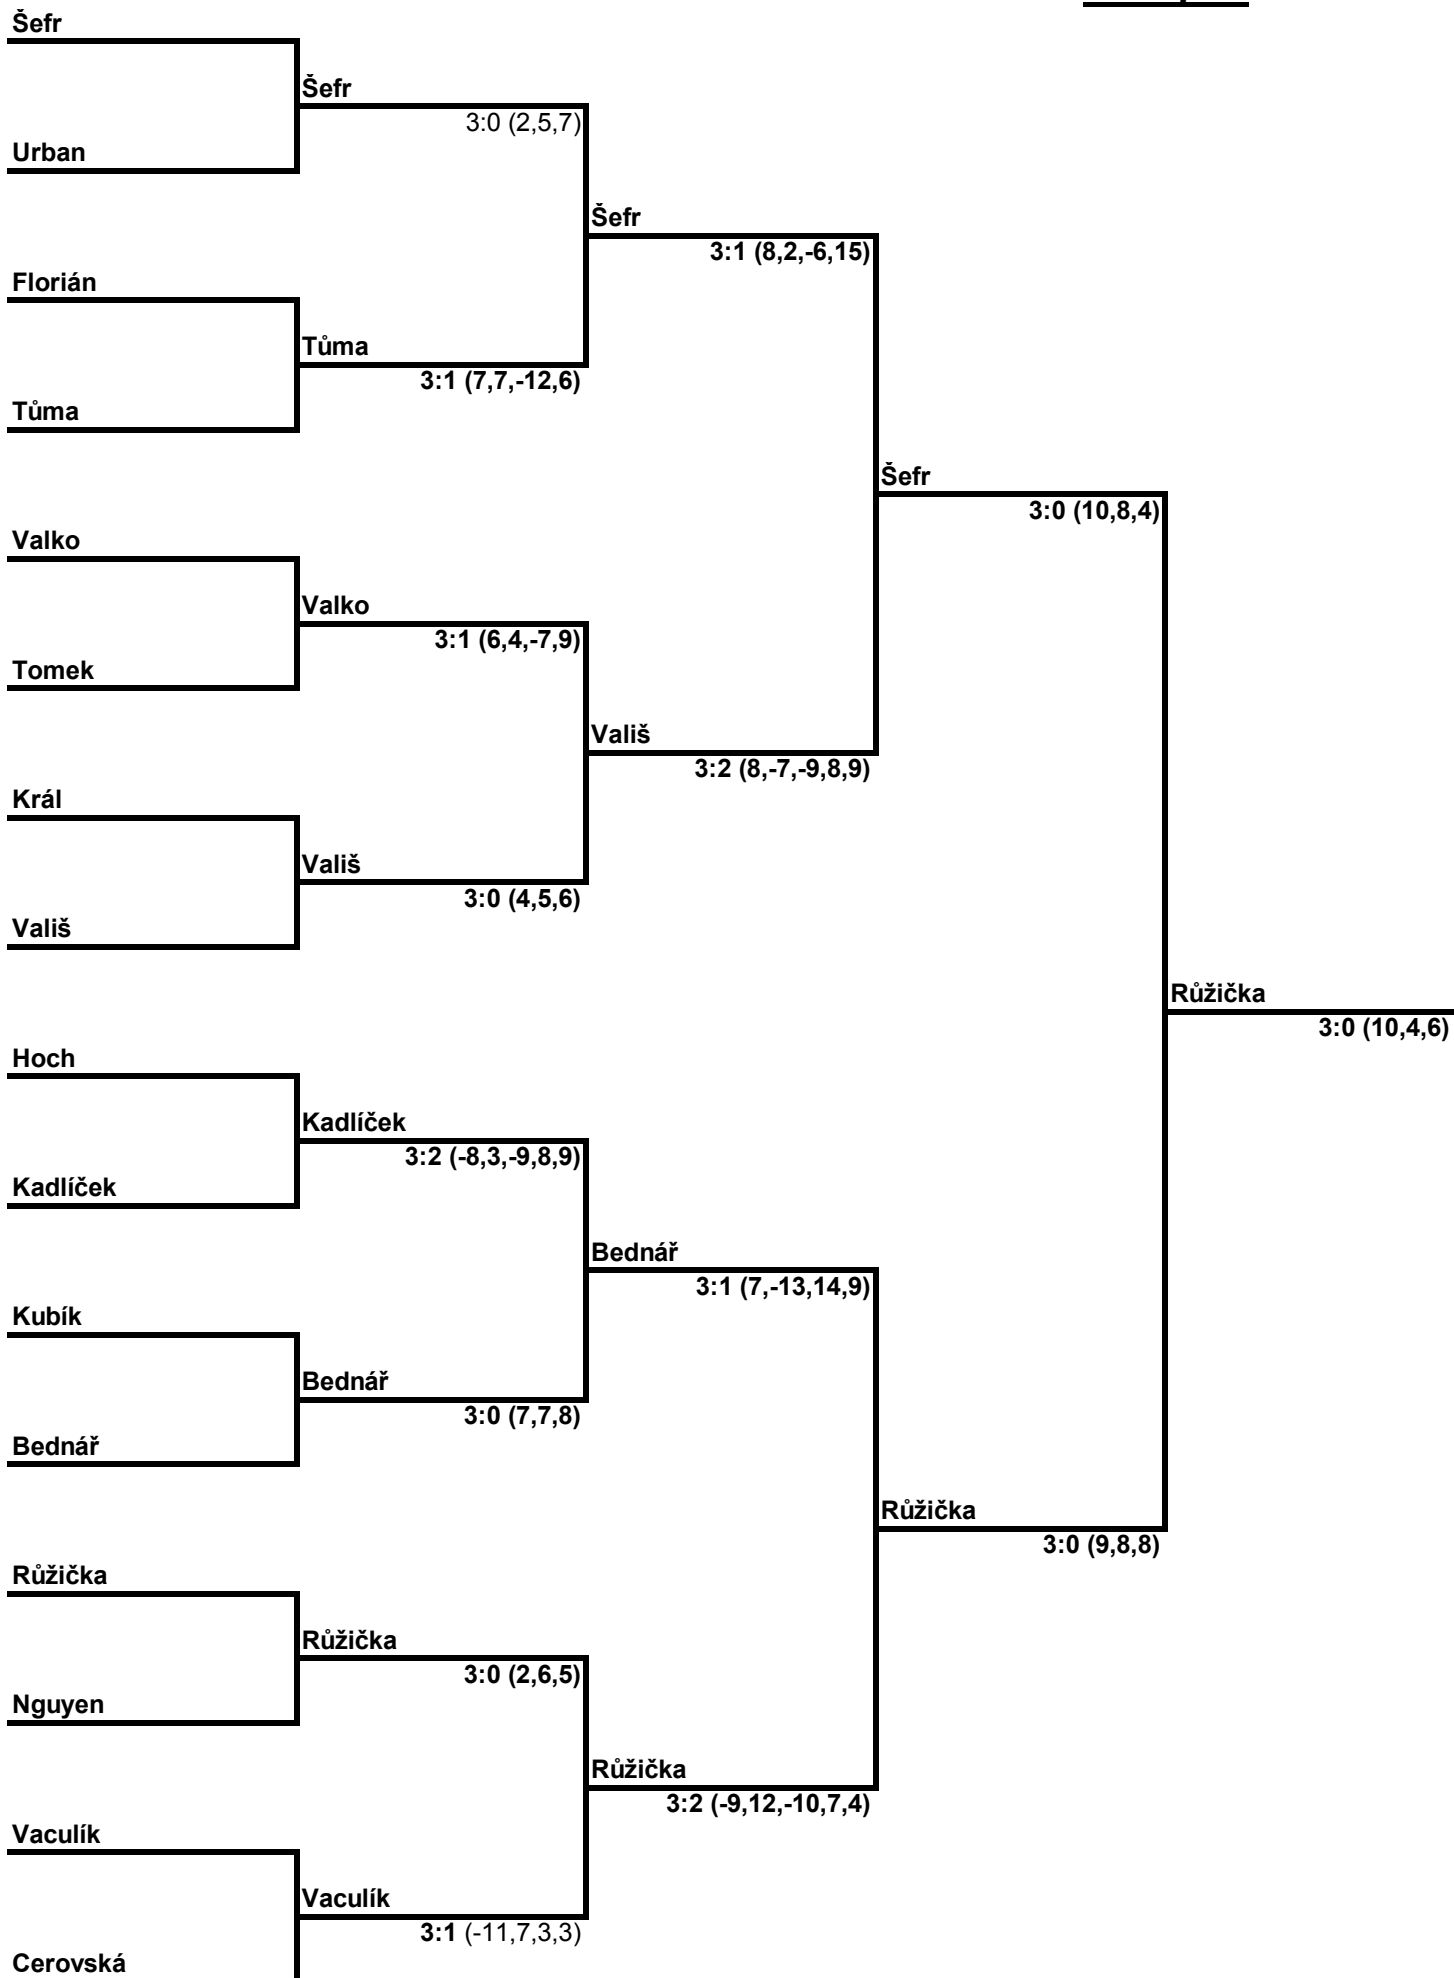 Šefr
Šefr
3:0 (2,5,7)
Urban
Šefr
3:1 (8,2,-6,15)
Florián
Tůma
3:1 (7,7,-12,6)
Tůma
Šefr
3:0 (10,8,4)
Valko
Valko
3:1 (6,4,-7,9)
Tomek
Vališ
3:2 (8,-7,-9,8,9)
Král
Vališ
3:0 (4,5,6)
Vališ
Růžička
3:0 (10,4,6)
Hoch
Kadlíček
3:2 (-8,3,-9,8,9)
Kadlíček
Bednář
3:1 (7,-13,14,9)
Kubík
Bednář
3:0 (7,7,8)
Bednář
Růžička
3:0 (9,8,8)
Růžička
Růžička
3:0 (2,6,5)
Nguyen
Růžička
3:2 (-9,12,-10,7,4)
Vaculík
Vaculík
3:1 (-11,7,3,3)
Cerovská